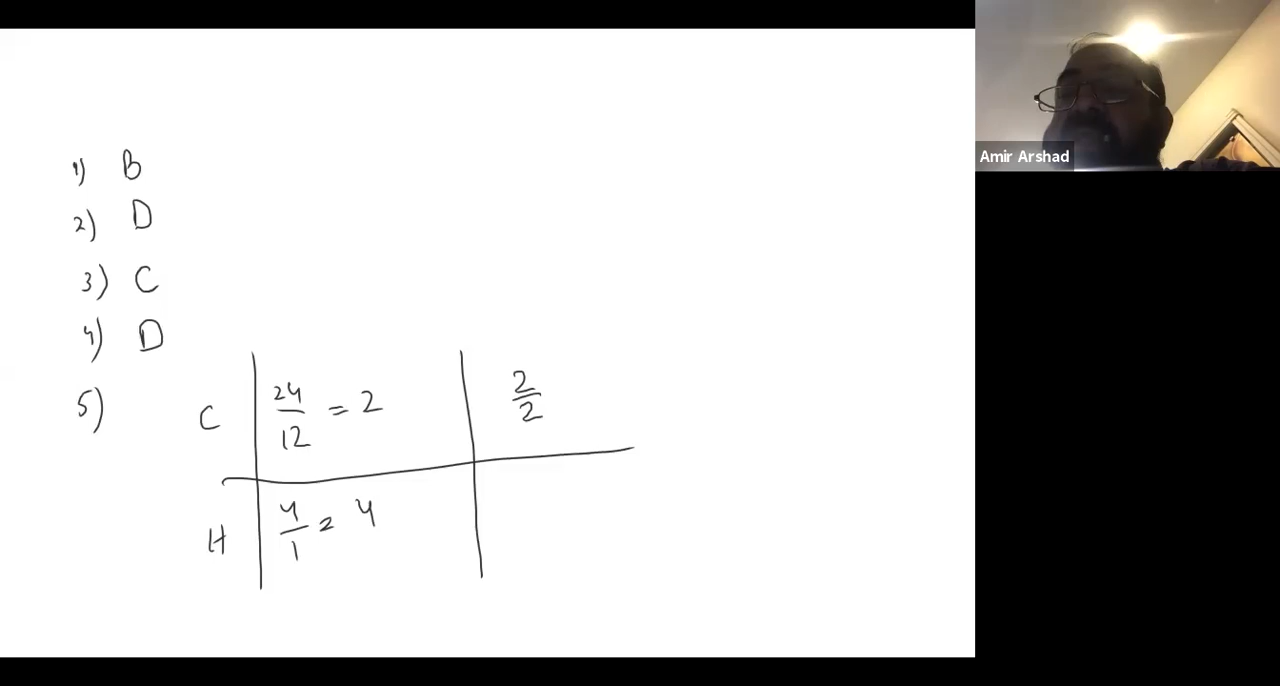 1) B
2) D
3) C
4) D
5) C 24/12 = 2 2/2
H 4/1 = 4
Amir Arshad